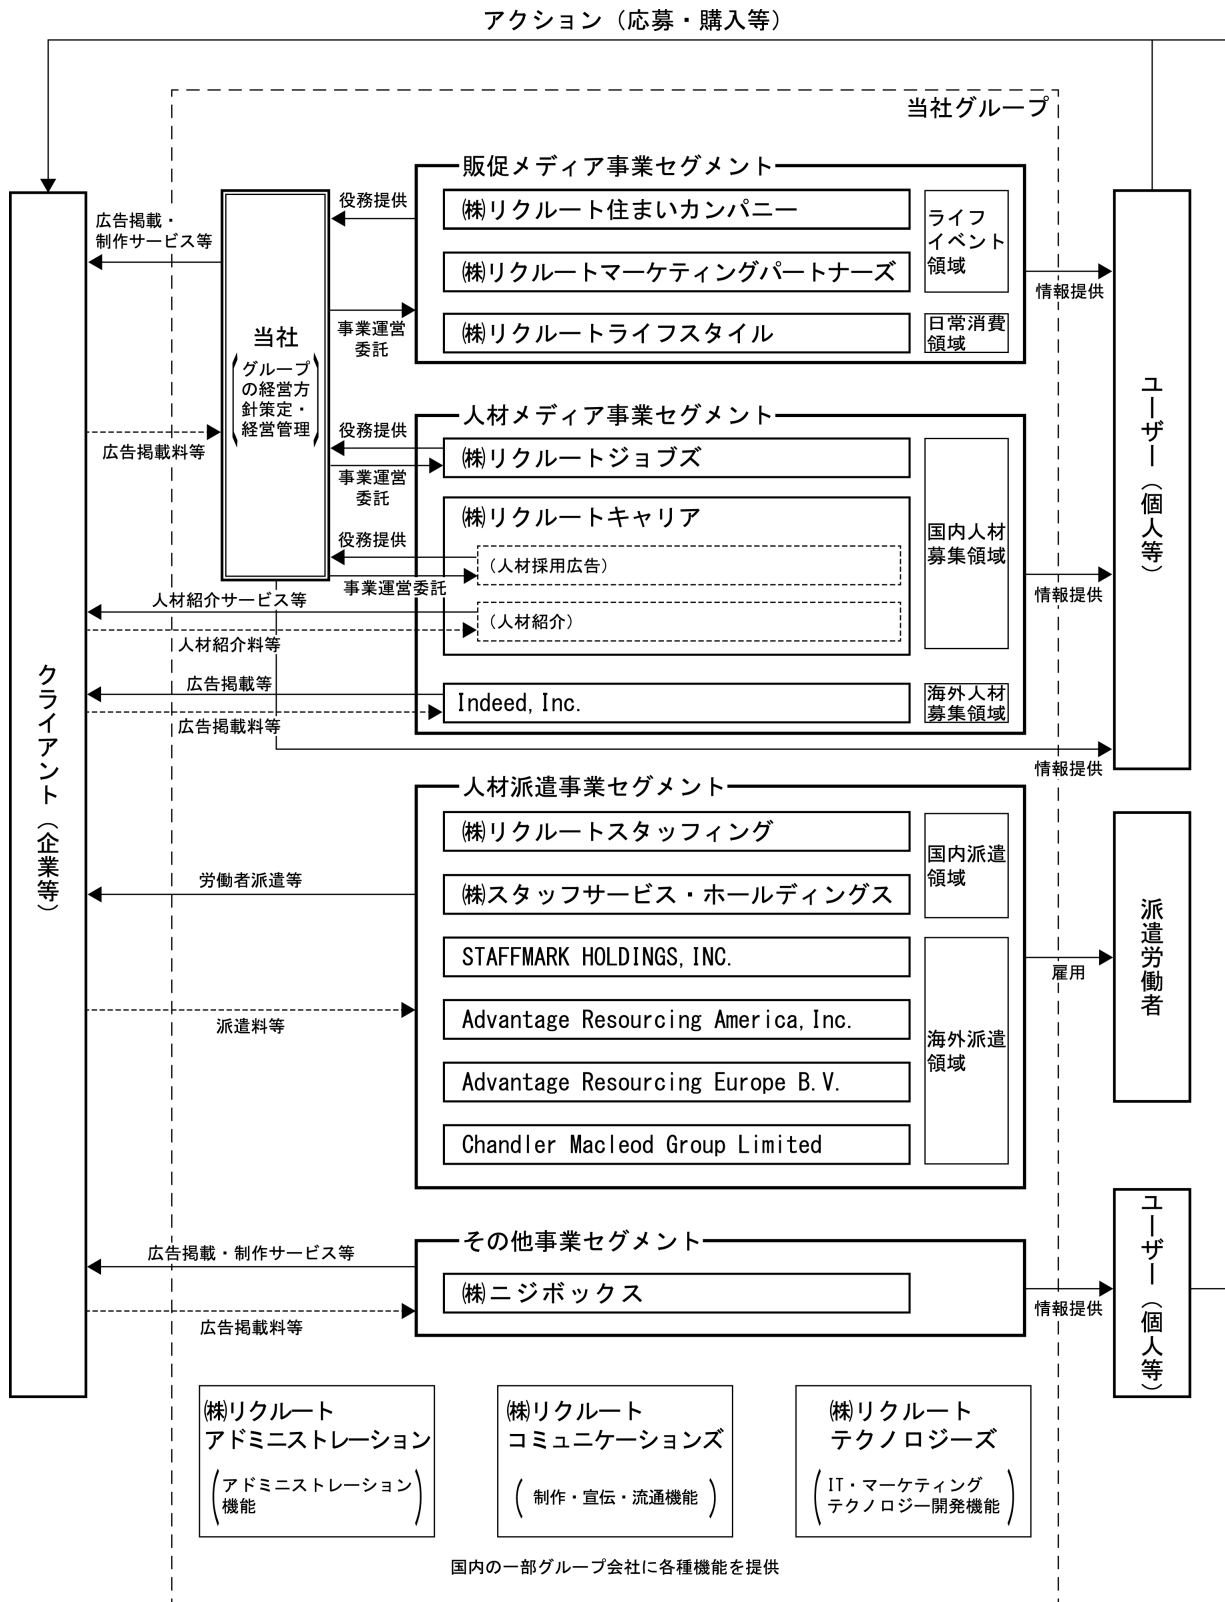 アクション（応募・購入等）
当社グループ
クライアント（企業等）
広告掲載・
制作サービス等
広告掲載料等
当社
グループ
の経営方
針策定・
経営管理
役務提供
事業運営
委託
販促メディア事業セグメント
㈱リクルート住まいカンパニー
㈱リクルートマーケティングパートナーズ
㈱リクルートライフスタイル
ライフ
イベント
領域
日常消費
領域
情報提供
ユーザー（個人等）
人材メディア事業セグメント
役務提供
事業運営
委託
㈱リクルートジョブズ
㈱リクルートキャリア
役務提供
（人材採用広告）
事業運営委託
人材紹介サービス等
（人材紹介）
人材紹介料等
国内人材
募集領域
情報提供
広告掲載等
Indeed, Inc.
広告掲載料等
海外人材
募集領域
情報提供
人材派遣事業セグメント
㈱リクルートスタッフィング
㈱スタッフサービス・ホールディングス
国内派遣
領域
労働者派遣等
STAFFMARK HOLDINGS, INC.
Advantage Resourcing America, Inc.
Advantage Resourcing Europe B.V.
Chandler Macleod Group Limited
海外派遣
領域
派遣料等
雇用
派遣労働者
その他事業セグメント
広告掲載・制作サービス等
㈱ニジボックス
広告掲載料等
情報提供
ユーザー（個人等）
㈱リクルート
アドミニストレーション
アドミニストレーション
機能
㈱リクルート
コミュニケーションズ
（制作・宣伝・流通機能）
㈱リクルート
テクノロジーズ
IT・マーケティング
テクノロジー開発機能
国内の一部グループ会社に各種機能を提供